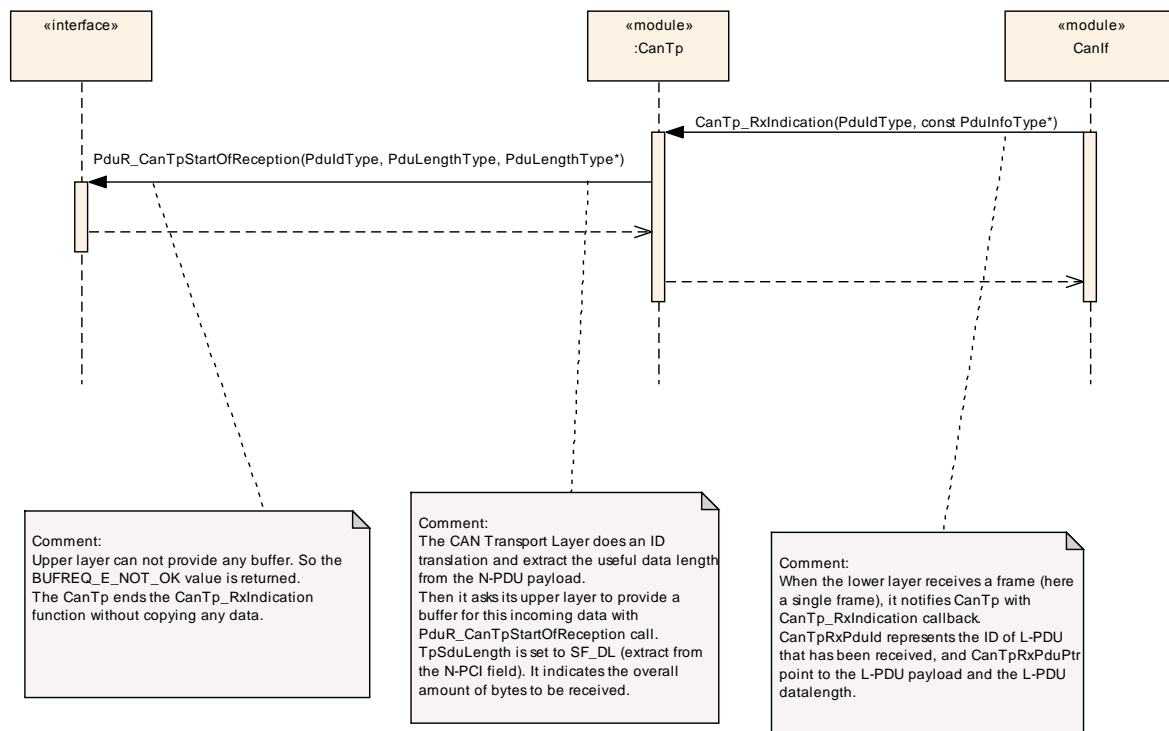 «interface»
«module»
:CanTp
«module»
CanIf
CanTp_RxIndication(PduIdType, const PduInfoType*)
PduR_CanTpStartOfReception(PduIdType, PduLengthType, PduLengthType*)
Comment:
Upper layer can not provide any buffer. So the
BUFREQ_E_NOT_OK value is returned.
The CanTp ends the CanTp_RxIndication
function without copying any data.
Comment:
The CAN Transport Layer does an ID
translation and extract the useful data length
from the N-PDU payload.
Then it asks its upper layer to provide a
buffer for this incoming data with
PduR_CanTpStartOfReception call.
TpSduLength is set to SF_DL (extract from
the N-PCI field). It indicates the overall
amount of bytes to be received.
Comment:
When the lower layer receives a frame (here
a single frame), it notifies CanTp with
CanTp_RxIndication callback.
CanTpRxPduId represents the ID of L-PDU
that has been received, and CanTpRxPduPtr
point to the L-PDU payload and the L-PDU
datalength.